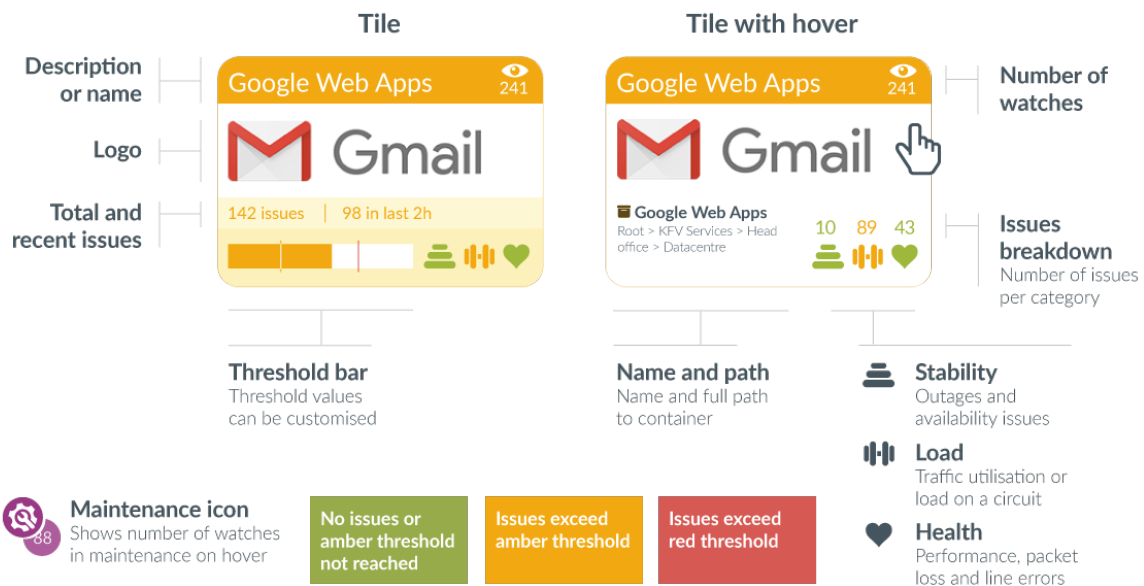 Tile
Tile with hover
Description
or name
Logo
Total and
recent issues
Google Web Apps
241
Gmail
142 issues | 98 in last 2h
Google Web Apps
241
Gmail
Google Web Apps
Root > KFV Services > Head
office > Datacentre
10 89 43
Number of
watches
Issues
breakdown
Number of issues
per category
Threshold bar
Threshold values
can be customised
Name and path
Name and full path
to container
Stability
Outages and
availability issues
Load
Traffic utilisation or
load on a circuit
Health
Performance, packet
loss and line errors
88
Maintenance icon
Shows number of watches
in maintenance on hover
No issues or
amber threshold
not reached
Issues exceed
amber threshold
Issues exceed
red threshold